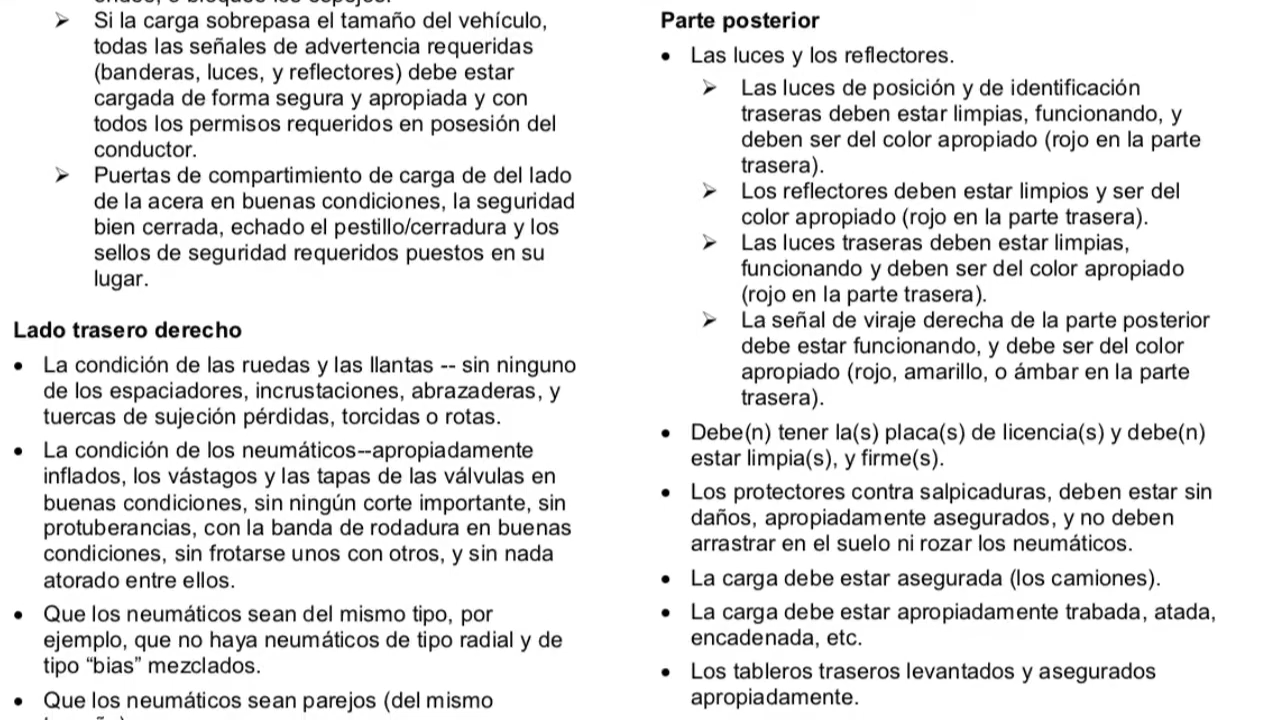 ➢ Si la carga sobrepasa el tamaño del vehículo,
todas las señales de advertencia requeridas
(banderas, luces, y reflectores) debe estar
cargada de forma segura y apropiada y con
todos los permisos requeridos en posesión del
conductor.
➢ Puertas de compartimiento de carga de del lado
de la acera en buenas condiciones, la seguridad
bien cerrada, echado el pestillo/cerradura y los
sellos de seguridad requeridos puestos en su
lugar.
Lado trasero derecho
• La condición de las ruedas y las llantas -- sin ninguno
de los espaciadores, incrustaciones, abrazaderas, y
tuercas de sujeción pérdidas, torcidas o rotas.
• La condición de los neumáticos--apropiadamente
inflados, los vástagos y las tapas de las válvulas en
buenas condiciones, sin ningún corte importante, sin
protuberancias, con la banda de rodadura en buenas
condiciones, sin frotarse unos con otros, y sin nada
atorado entre ellos.
• Que los neumáticos sean del mismo tipo, por
ejemplo, que no haya neumáticos de tipo radial y de
tipo “bias” mezclados.
• Que los neumáticos sean parejos (del mismo
Parte posterior
• Las luces y los reflectores.
➢ Las luces de posición y de identificación
traseras deben estar limpias, funcionando, y
deben ser del color apropiado (rojo en la parte
trasera).
➢ Los reflectores deben estar limpios y ser del
color apropiado (rojo en la parte trasera).
➢ Las luces traseras deben estar limpias,
funcionando y deben ser del color apropiado
(rojo en la parte trasera).
➢ La señal de viraje derecha de la parte posterior
debe estar funcionando, y debe ser del color
apropiado (rojo, amarillo, o ámbar en la parte
trasera).
• Debe(n) tener la(s) placa(s) de licencia(s) y debe(n)
estar limpia(s), y firme(s).
• Los protectores contra salpicaduras, deben estar sin
daños, apropiadamente asegurados, y no deben
arrastrar en el suelo ni rozar los neumáticos.
• La carga debe estar asegurada (los camiones).
• La carga debe estar apropiadamente trabada, atada,
encadenada, etc.
• Los tableros traseros levantados y asegurados
apropiadamente.